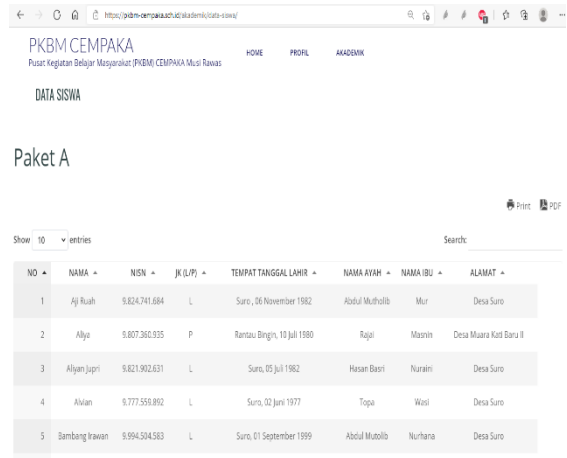 https://pkbm-cempaka.sch.id/akademik/data-siswa/
PKBM CEMPAKA
Pusat Kegiatan Belajar Masyarakat (PKBM) CEMPAKA Musi Rawas
HOME PROFIL AKADEMIK
DATA SISWA
Paket A
Print PDF
Show 10 entries Search:
NO NAMA NISN JK (L/P) TEMPAT TANGGAL LAHIR NAMA AYAH NAMA IBU ALAMAT
1 Aji Ruah 9.824.741.684 L Suro , 06 November 1982 Abdul Mutholib Mur Desa Suro
2 Aliya 9.807.360.935 P Rantau Bingin, 10 Juli 1980 Rajai Masnin Desa Muara Kati Baru II
3 Aliyan Jupri 9.821.902.631 L Suro, 05 Juli 1982 Hasan Basri Nuraini Desa Suro
4 Alvian 9.777.559.892 L Suro, 02 Juni 1977 Topa Wasi Desa Suro
5 Bambang Irawan 9.994.504.583 L Suro, 01 September 1999 Abdul Mutolib Nurhana Desa Suro